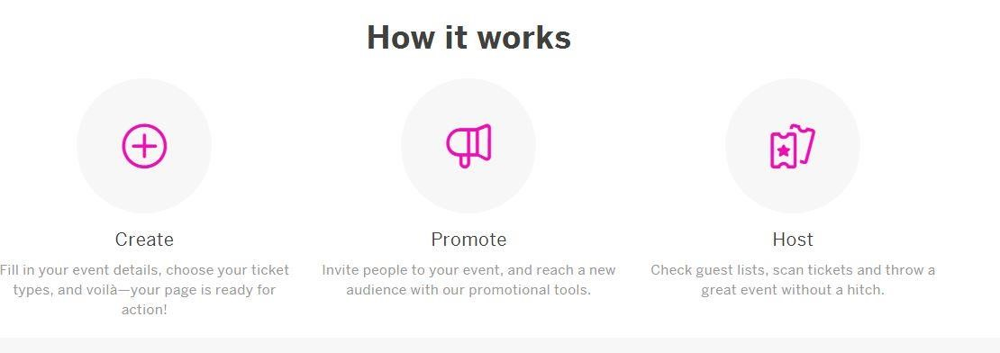 How it works
Create
Fill in your event details, choose your ticket
types, and voilà—your page is ready for
action!
Promote
Invite people to your event, and reach a new
audience with our promotional tools.
Host
Check guest lists, scan tickets and throw a
great event without a hitch.